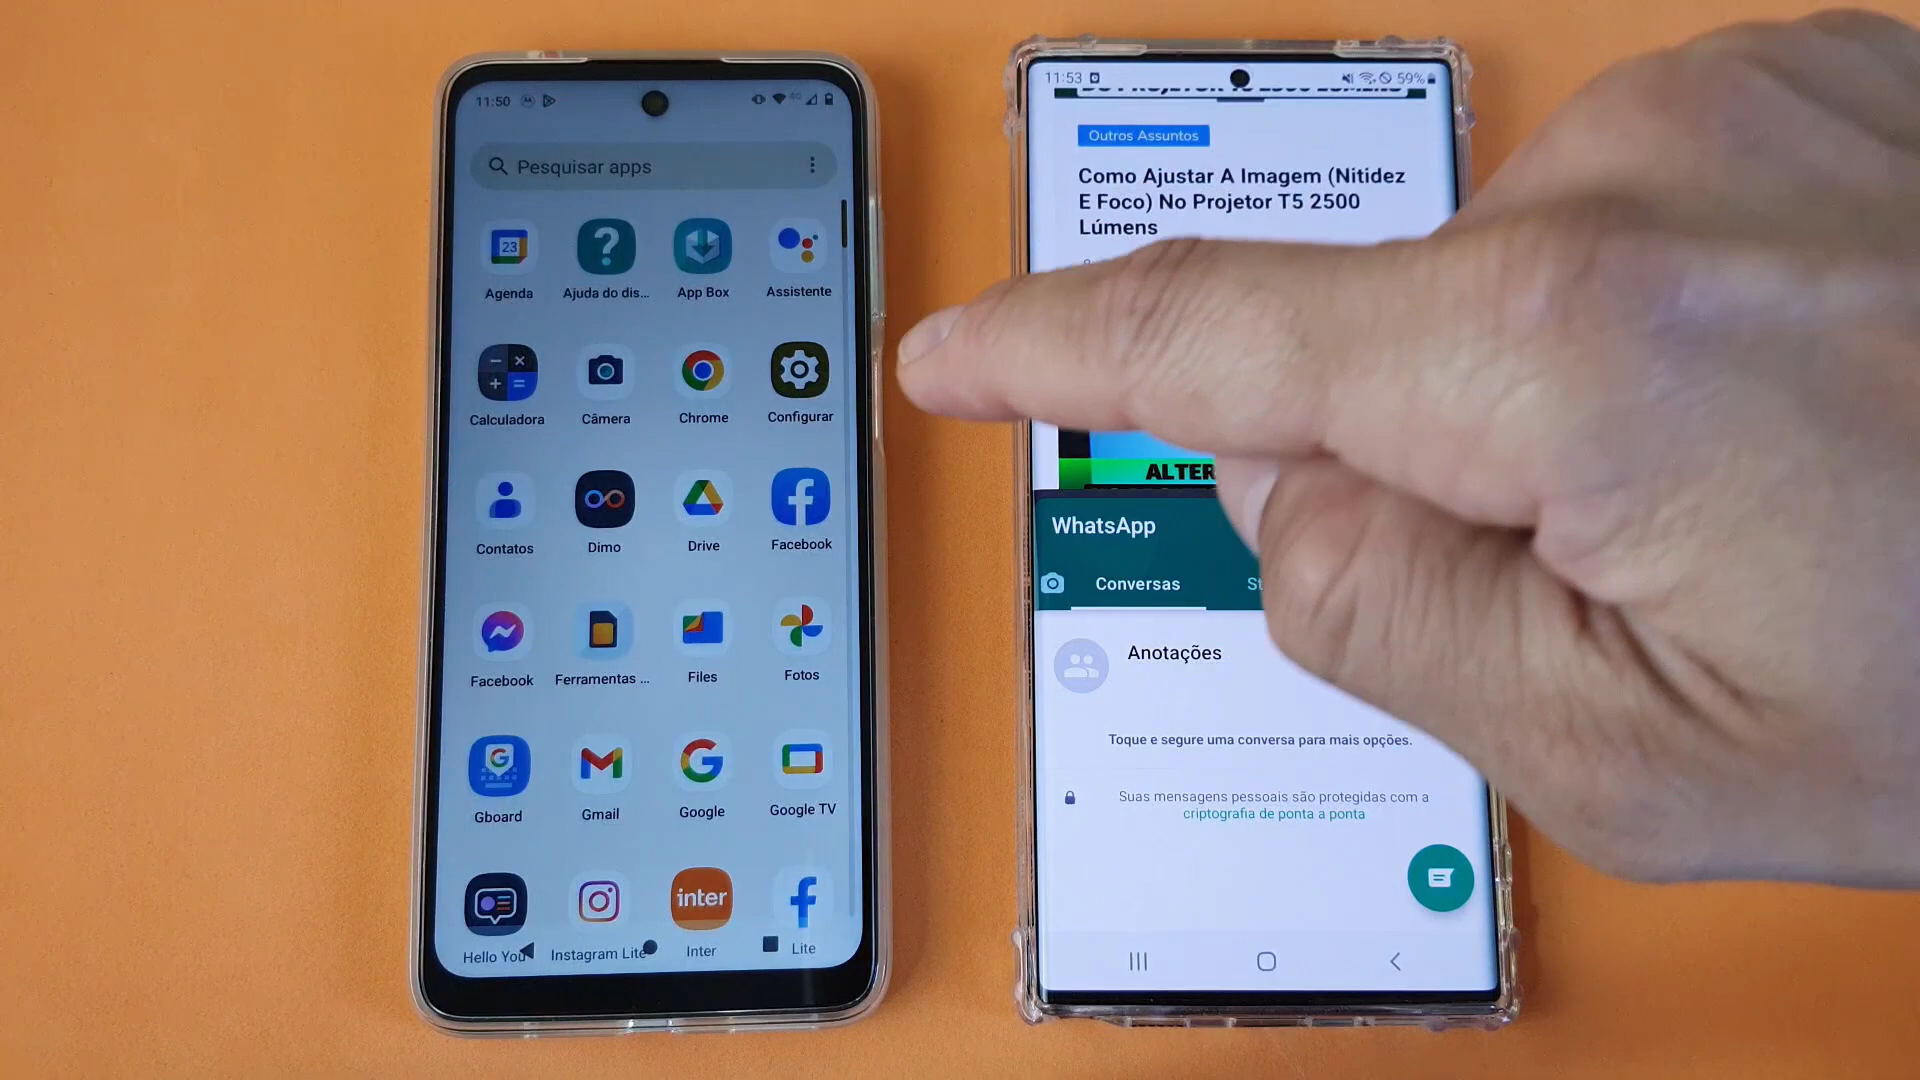 11:50
Pesquisar apps
23
Agenda
Ajuda do dis...
App Box
Assistente
Calculadora
Câmera
Chrome
Configurar
Contatos
Dimo
Drive
Facebook
Facebook
Ferramentas ...
Files
Fotos
Gboard
Gmail
Google
Google TV
inter
Hello You
Instagram Lite
Inter
Lite
11:53
59%
Outros Assuntos
Como Ajustar A Imagem (Nitidez
E Foco) No Projetor T5 2500
Lúmens
ALTER
WhatsApp
Conversas
St
Anotações
Toque e segure uma conversa para mais opções.
Suas mensagens pessoais são protegidas com a
criptografia de ponta a ponta